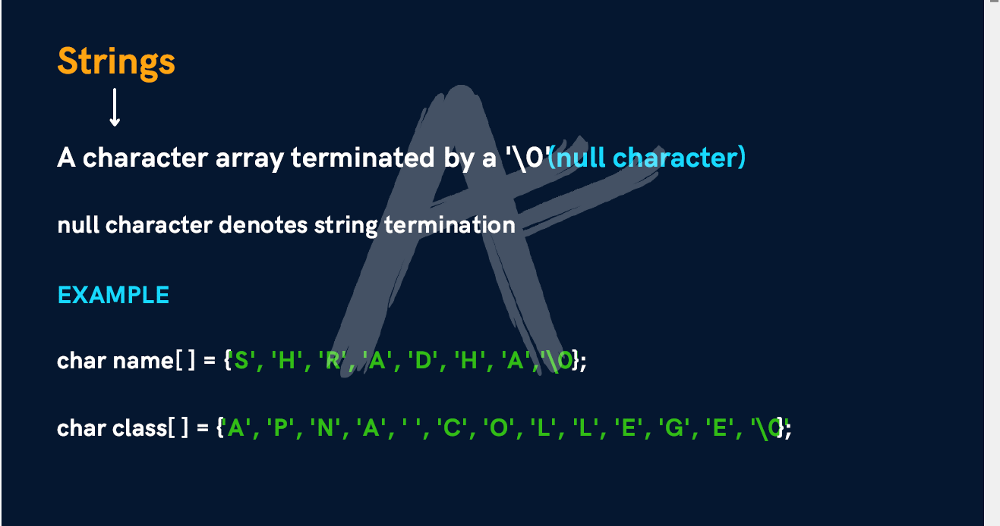 Strings
A character array terminated by a '\0'(null character)
null character denotes string termination
EXAMPLE
char name[ ] = {'S', 'H', 'R', 'A', 'D', 'H', 'A','\0'};
char class[ ] = {'A', 'P', 'N', 'A', ' ', 'C', 'O', 'L', 'L', 'E', 'G', 'E', '\0'};